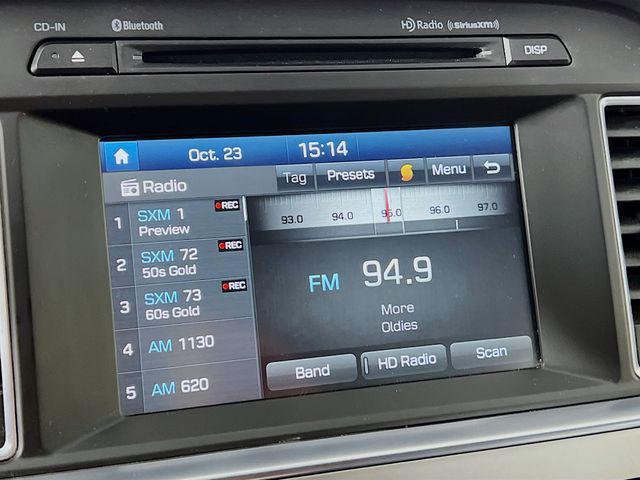 CD-IN
Bluetooth
HD Radio
((SiriusXM))
DISP
Oct. 23
15:14
Radio
Tag
Presets
Menu
1
SXM 1
REC
Preview
2
SXM 72
REC
50s Gold
3
SXM 73
REC
60s Gold
4
AM 1130
5
AM 620
93.0
94.0
95.0
96.0
97.0
FM
94.9
More
Oldies
Band
HD Radio
Scan